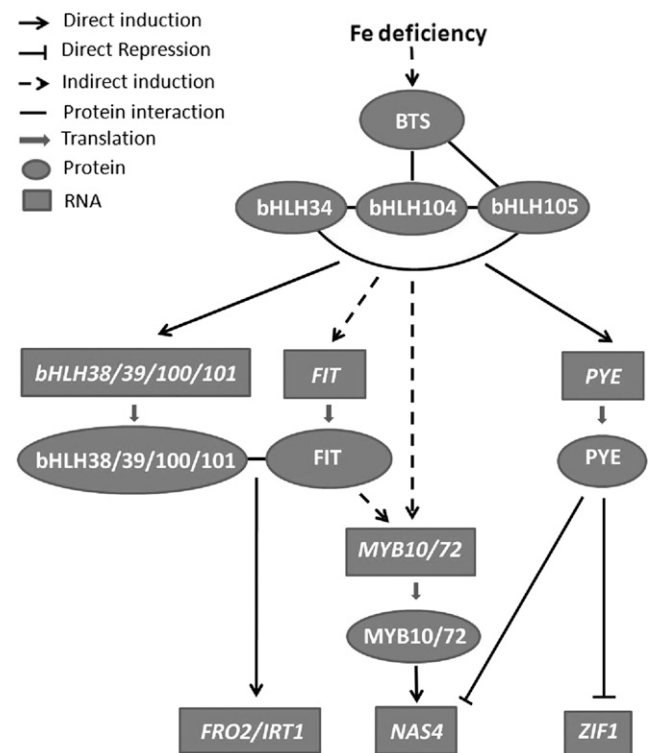 Direct induction
Direct Repression
Indirect induction
Protein interaction
Translation
Protein
RNA
Fe deficiency
BTS
bHLH34
bHLH104
bHLH105
bHLH38/39/100/101
FIT
PYE
bHLH38/39/100/101
FIT
PYE
MYB10/72
MYB10/72
FRO2/IRT1
NAS4
ZIF1